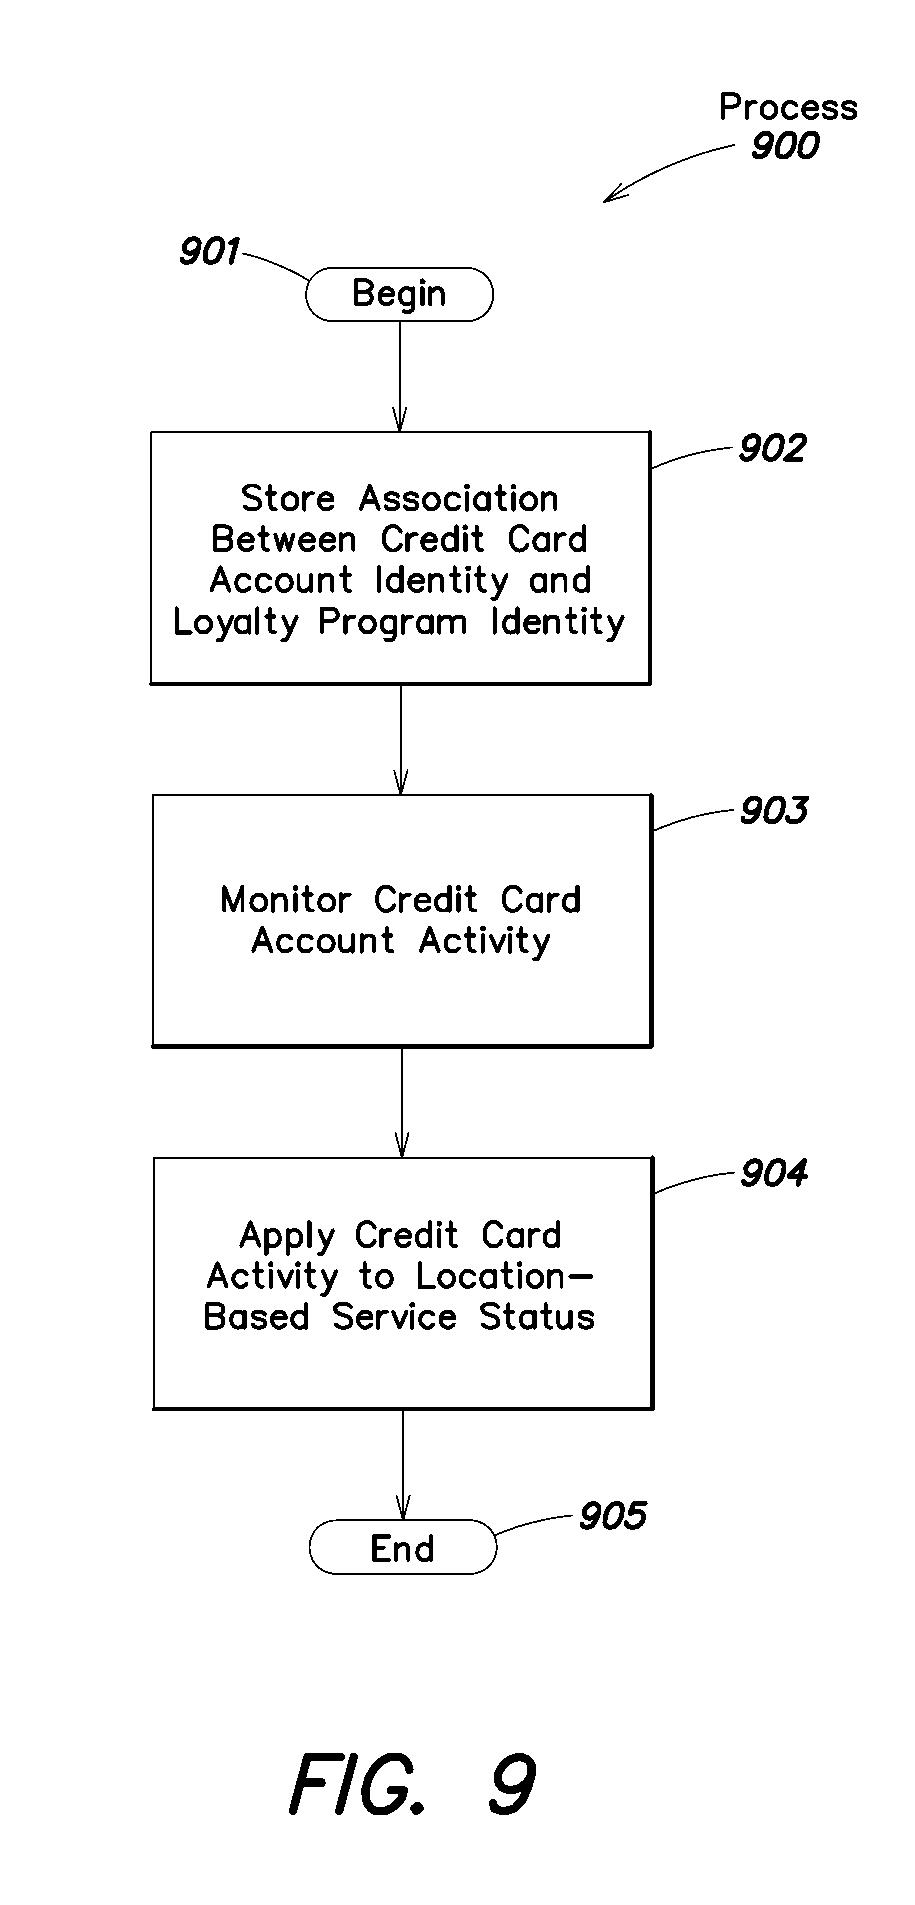 Process
900
901
Begin
902
Store Association
Between Credit Card
Account Identity and
Loyalty Program Identity
903
Monitor Credit Card
Account Activity
904
Apply Credit Card
Activity to Location-
Based Service Status
905
End
FIG. 9